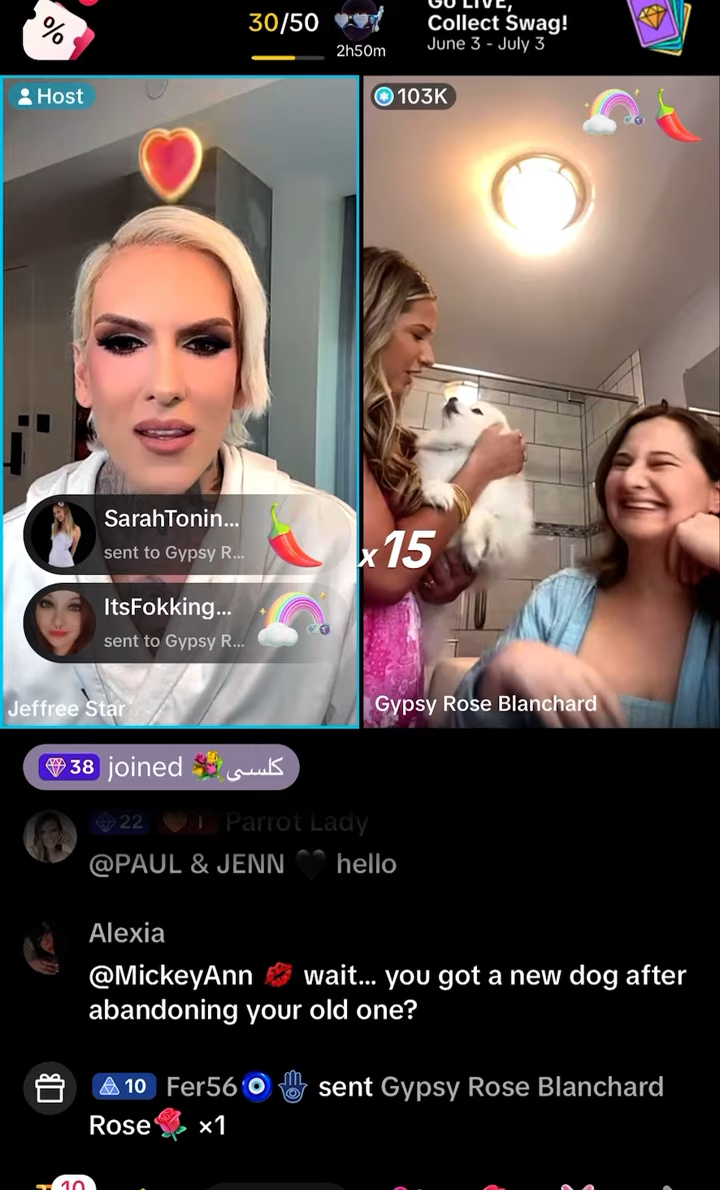 %
30/50
2h50m
Go LIVE,
Collect Swag!
June 3 - July 3
Host
103K
SarahTonin...
sent to Gypsy R...
x15
ItsFokking...
sent to Gypsy R...
Jeffree Star
Gypsy Rose Blanchard
38 joined 💐كلسى
22 I Parrot Lady
@PAUL & JENN 🖤 hello
Alexia
@MickeyAnn 💋 wait... you got a new dog after
abandoning your old one?
10 Fer56🧿🪬 sent Gypsy Rose Blanchard
Rose🌹 ×1
10